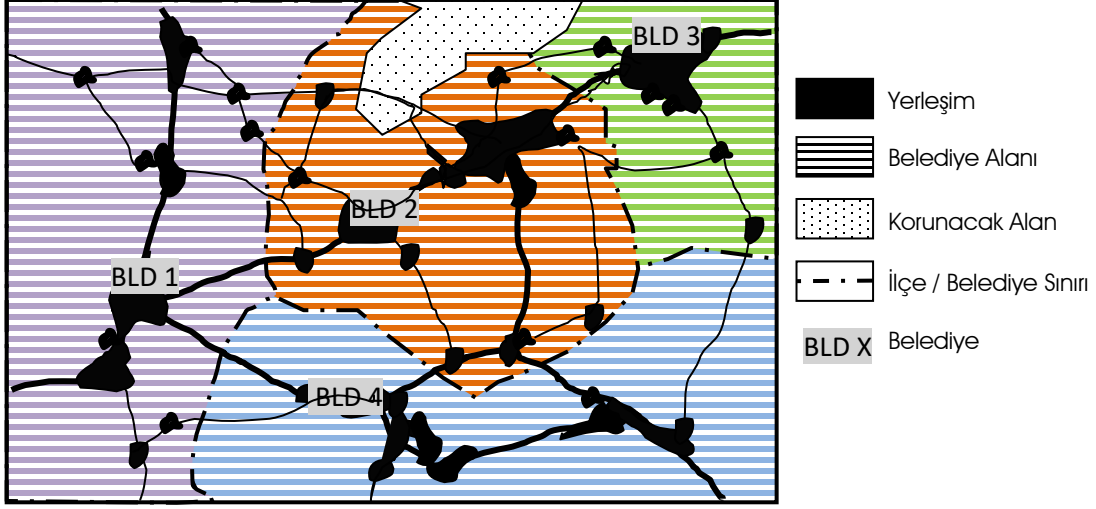 BLD 3
BLD 2
BLD 1
BLD 4
Yerleşim
Belediye Alanı
Korunacak Alan
İlçe / Belediye Sınırı
BLD X Belediye